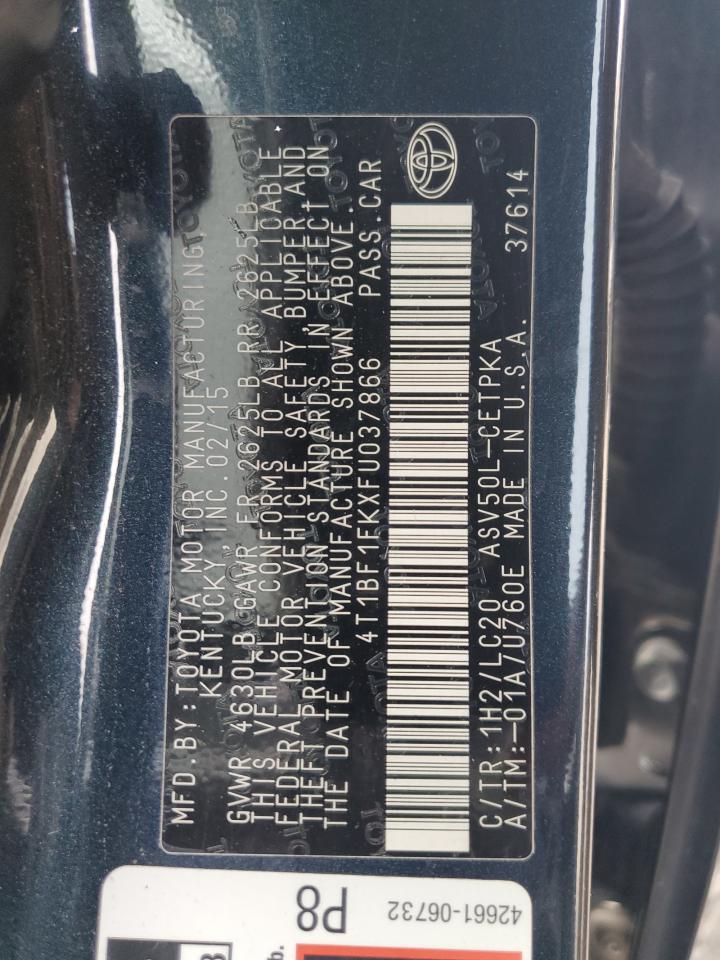 MFD.BY:TOYOTA MOTOR MANUFACTURING,
KENTUCKY INC. 02/15
GVWR 4630LB GAWR FR 2625LB RR 2625LB
THIS VEHICLE CONFORMS TO ALL APPLICABLE
FEDERAL MOTOR VEHICLE SAFETY, BUMPER, AND
THEFT PREVENTION STANDARDS IN EFFECT ON
THE DATE OF MANUFACTURE SHOWN ABOVE.
4T1BF1FKXFU037866 PASS.CAR
C/TR:1H2/LC20 ASV50L-CETPKA
A/TM:-01A/U760E MADE IN U.S.A. 37614
P8
42661-06732